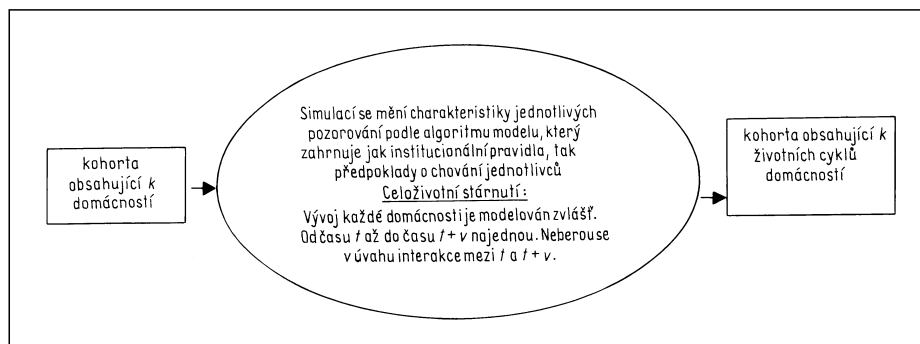 kohorta
obsahující k
domácností
Simulací se mění charakteristiky jednotlivých
pozorování podle algoritmu modelu, který
zahrnuje jak institucionální pravidla, tak
předpoklady o chování jednotlivců
Celoživotní stárnutí:
Vývoj každé domácnosti je modelován zvlášť.
Od času t až do času t + v najednou. Neberouse
v úvahu interakce mezi t a t + v.
kohorta obsahující k
životních cyklů
domácností